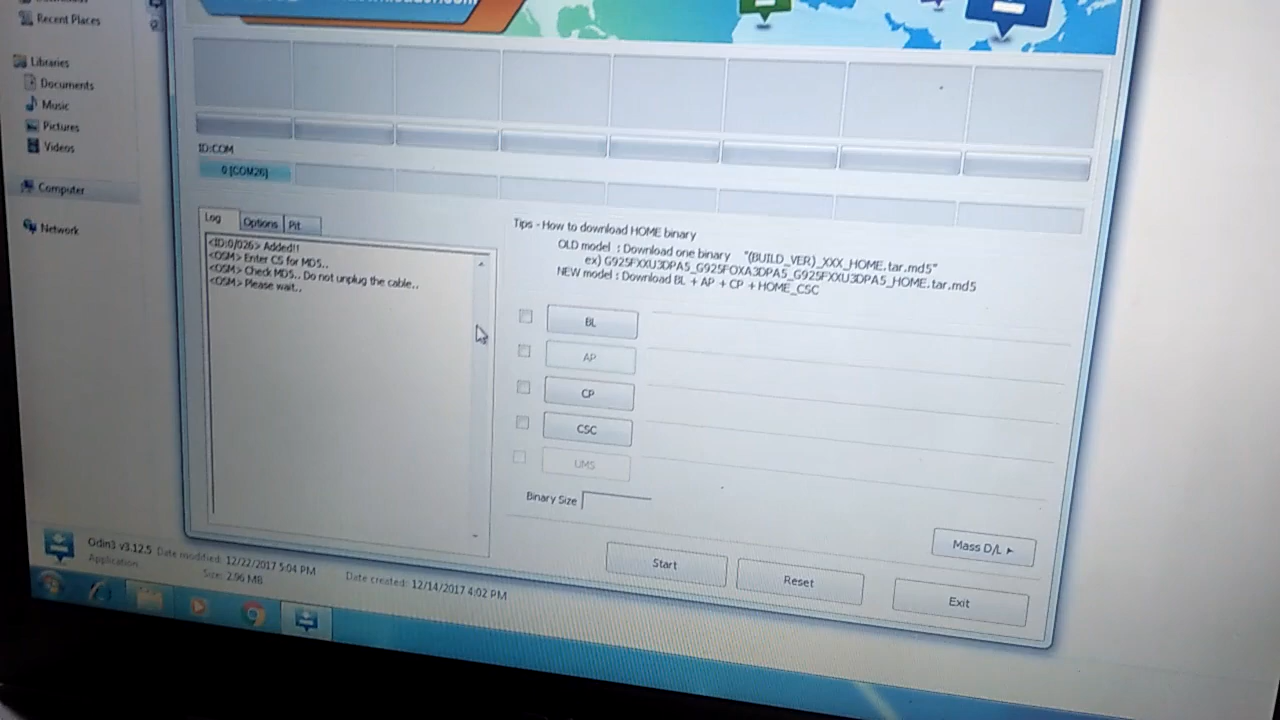 Recent Places
Libraries
Documents
Music
Pictures
Videos
Computer
Network
ID:COM
0 [COM26]
Log
Options
Pit
<ID:0/026> Added!!
<OSM> Enter CS for MD5..
<OSM> Check MD5.. Do not unplug the cable..
<OSM> Please wait..
Tips - How to download HOME binary
OLD model : Download one binary "(BUILD_VER)_XXX_HOME.tar.md5"
ex) G925FXXU3DPA5_G925FOXA3DPA5_G925FXXU3DPA5_HOME.tar.md5
NEW model : Download BL + AP + CP + HOME_CSC
BL
AP
CP
CSC
UMS
Binary Size
Mass D/L
Start
Reset
Exit
Odin3 v3.12.5 Date modified: 12/22/2017 5:04 PM Date created: 12/14/2017 4:02 PM
Application Size: 2.96 MB